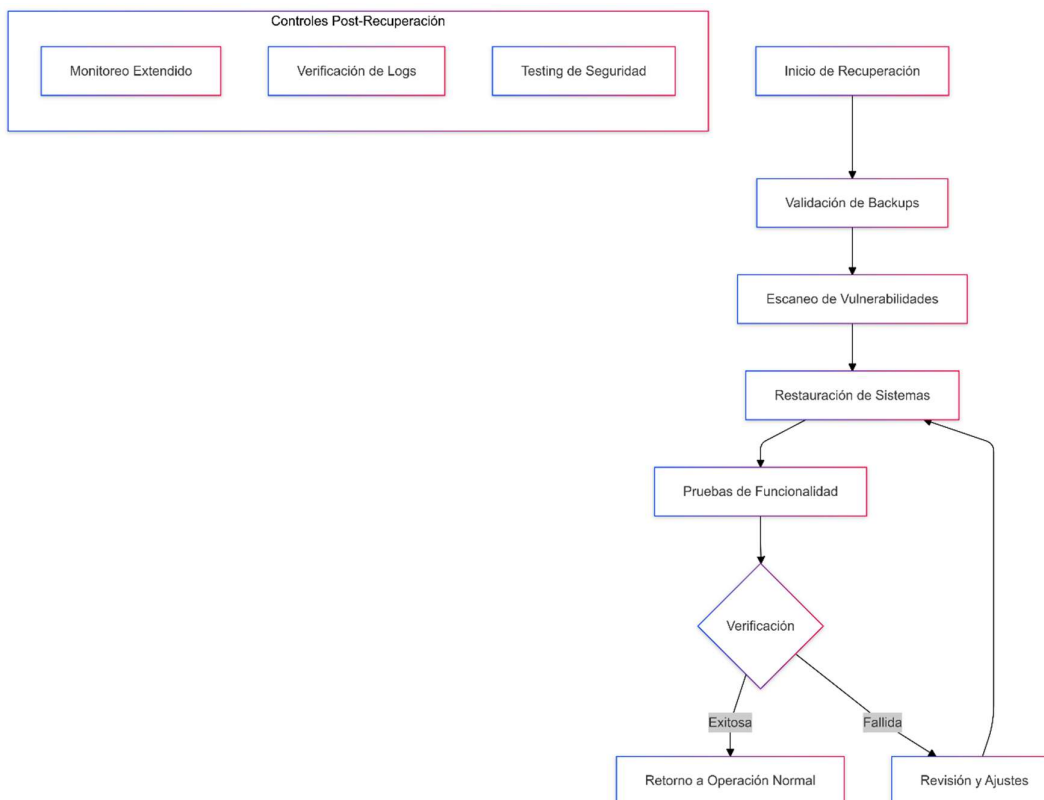 Controles Post-Recuperación
Monitoreo Extendido
Verificación de Logs
Testing de Seguridad
Inicio de Recuperación
Validación de Backups
Escaneo de Vulnerabilidades
Restauración de Sistemas
Pruebas de Funcionalidad
Verificación
Exitosa
Fallida
Retorno a Operación Normal
Revisión y Ajustes